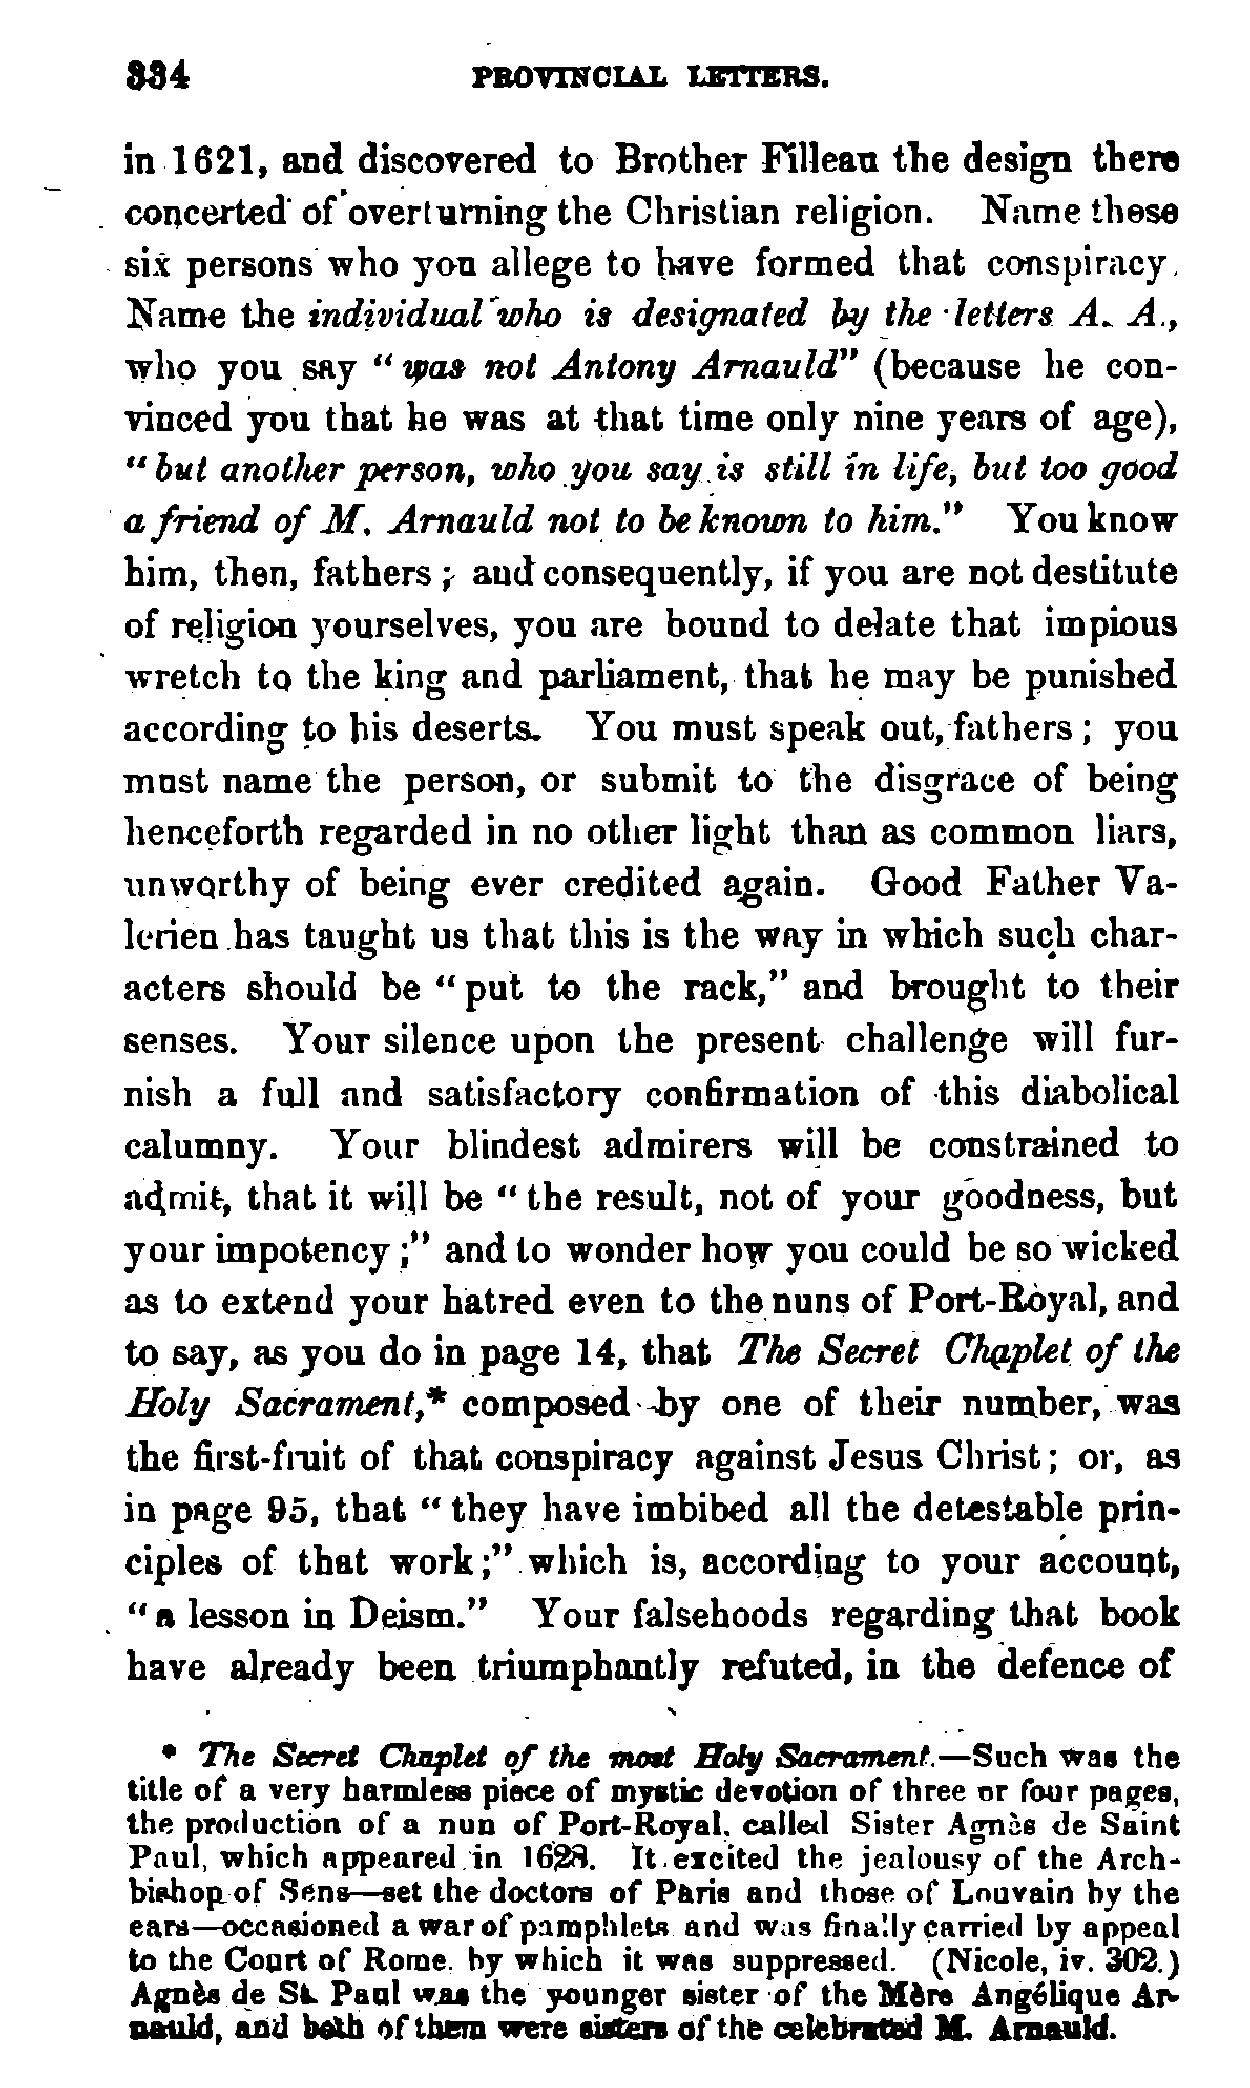 334 PROVINCIAL LETTERS.
in 1621, and discovered to Brother Filleau the design there
concerted of overturning the Christian religion. Name these
six persons who you allege to have formed that conspiracy.
Name the individual who is designated by the letters A. A.,
who you say "was not Antony Arnauld" (because he con-
vinced you that he was at that time only nine years of age),
"but another person, who you say is still in life, but too good
a friend of M. Arnauld not to be known to him." You know
him, then, fathers; and consequently, if you are not destitute
of religion yourselves, you are bound to delate that impious
wretch to the king and parliament, that he may be punished
according to his deserts. You must speak out, fathers; you
must name the person, or submit to the disgrace of being
henceforth regarded in no other light than as common liars,
unworthy of being ever credited again. Good Father Va-
lerien has taught us that this is the way in which such char-
acters should be "put to the rack," and brought to their
senses. Your silence upon the present challenge will fur-
nish a full and satisfactory confirmation of this diabolical
calumny. Your blindest admirers will be constrained to
admit, that it will be "the result, not of your goodness, but
your impotency;" and to wonder how you could be so wicked
as to extend your hatred even to the nuns of Port-Royal, and
to say, as you do in page 14, that The Secret Chaplet of the
Holy Sacrament,* composed by one of their number, was
the first-fruit of that conspiracy against Jesus Christ; or, as
in page 95, that "they have imbibed all the detestable prin-
ciples of that work;" which is, according to your account,
"a lesson in Deism." Your falsehoods regarding that book
have already been triumphantly refuted, in the defence of
* The Secret Chaplet of the most Holy Sacrament.—Such was the
title of a very harmless piece of mystic devotion of three or four pages,
the production of a nun of Port-Royal, called Sister Agnès de Saint
Paul, which appeared in 1628. It excited the jealousy of the Arch-
bishop of Sens—set the doctors of Paris and those of Louvain by the
ears—occasioned a war of pamphlets and was finally carried by appeal
to the Court of Rome, by which it was suppressed. (Nicole, iv. 302.)
Agnès de St. Paul was the younger sister of the Mère Angélique Ar-
nauld, and both of them were sisters of the celebrated M. Arnauld.